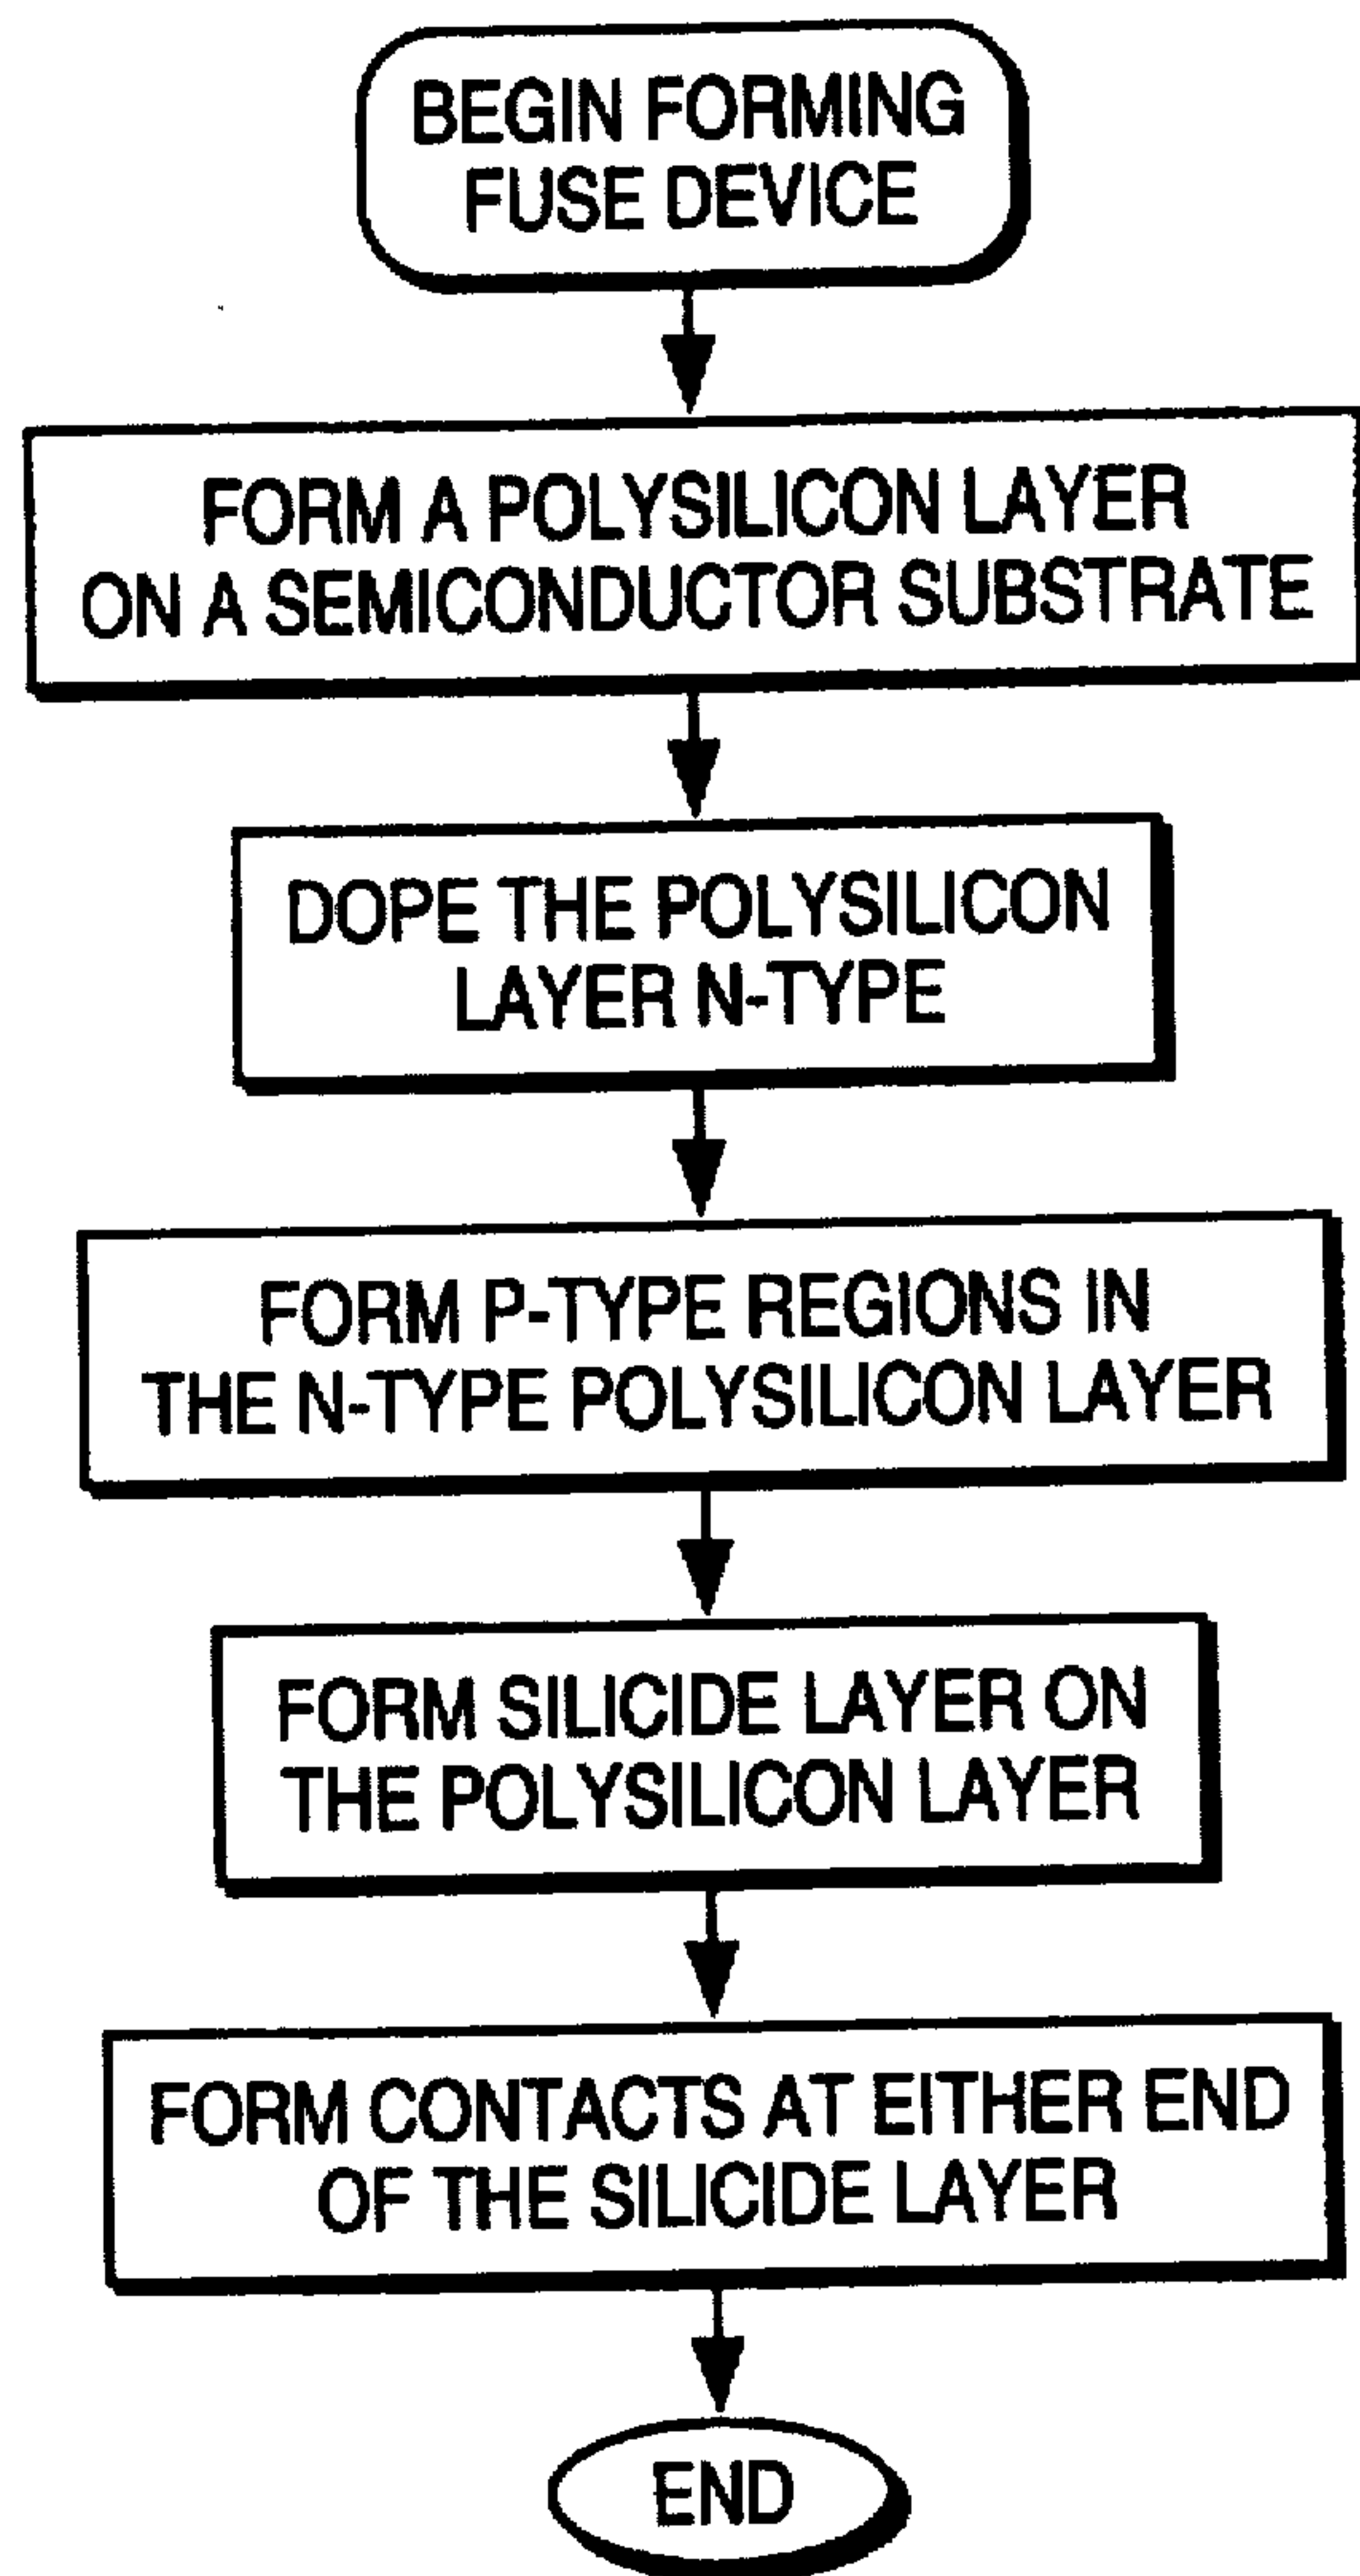 BEGIN FORMING
FUSE DEVICE
FORM A POLYSILICON LAYER
ON A SEMICONDUCTOR SUBSTRATE
DOPE THE POLYSILICON
LAYER N-TYPE
FORM P-TYPE REGIONS IN
THE N-TYPE POLYSILICON LAYER
FORM SILICIDE LAYER ON
THE POLYSILICON LAYER
FORM CONTACTS AT EITHER END
OF THE SILICIDE LAYER
END